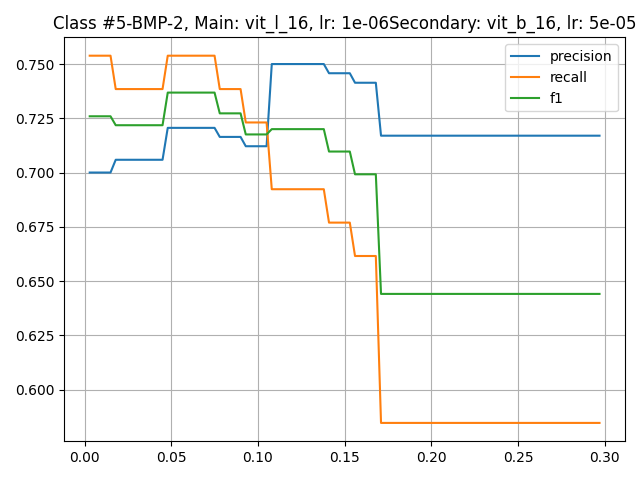 Class #5-BMP-2, Main: vit_l_16, lr: 1e-06Secondary: vit_b_16, lr: 5e-05
precision
recall
f1
0.750
0.725
0.700
0.675
0.650
0.625
0.600
0.00 0.05 0.10 0.15 0.20 0.25 0.30